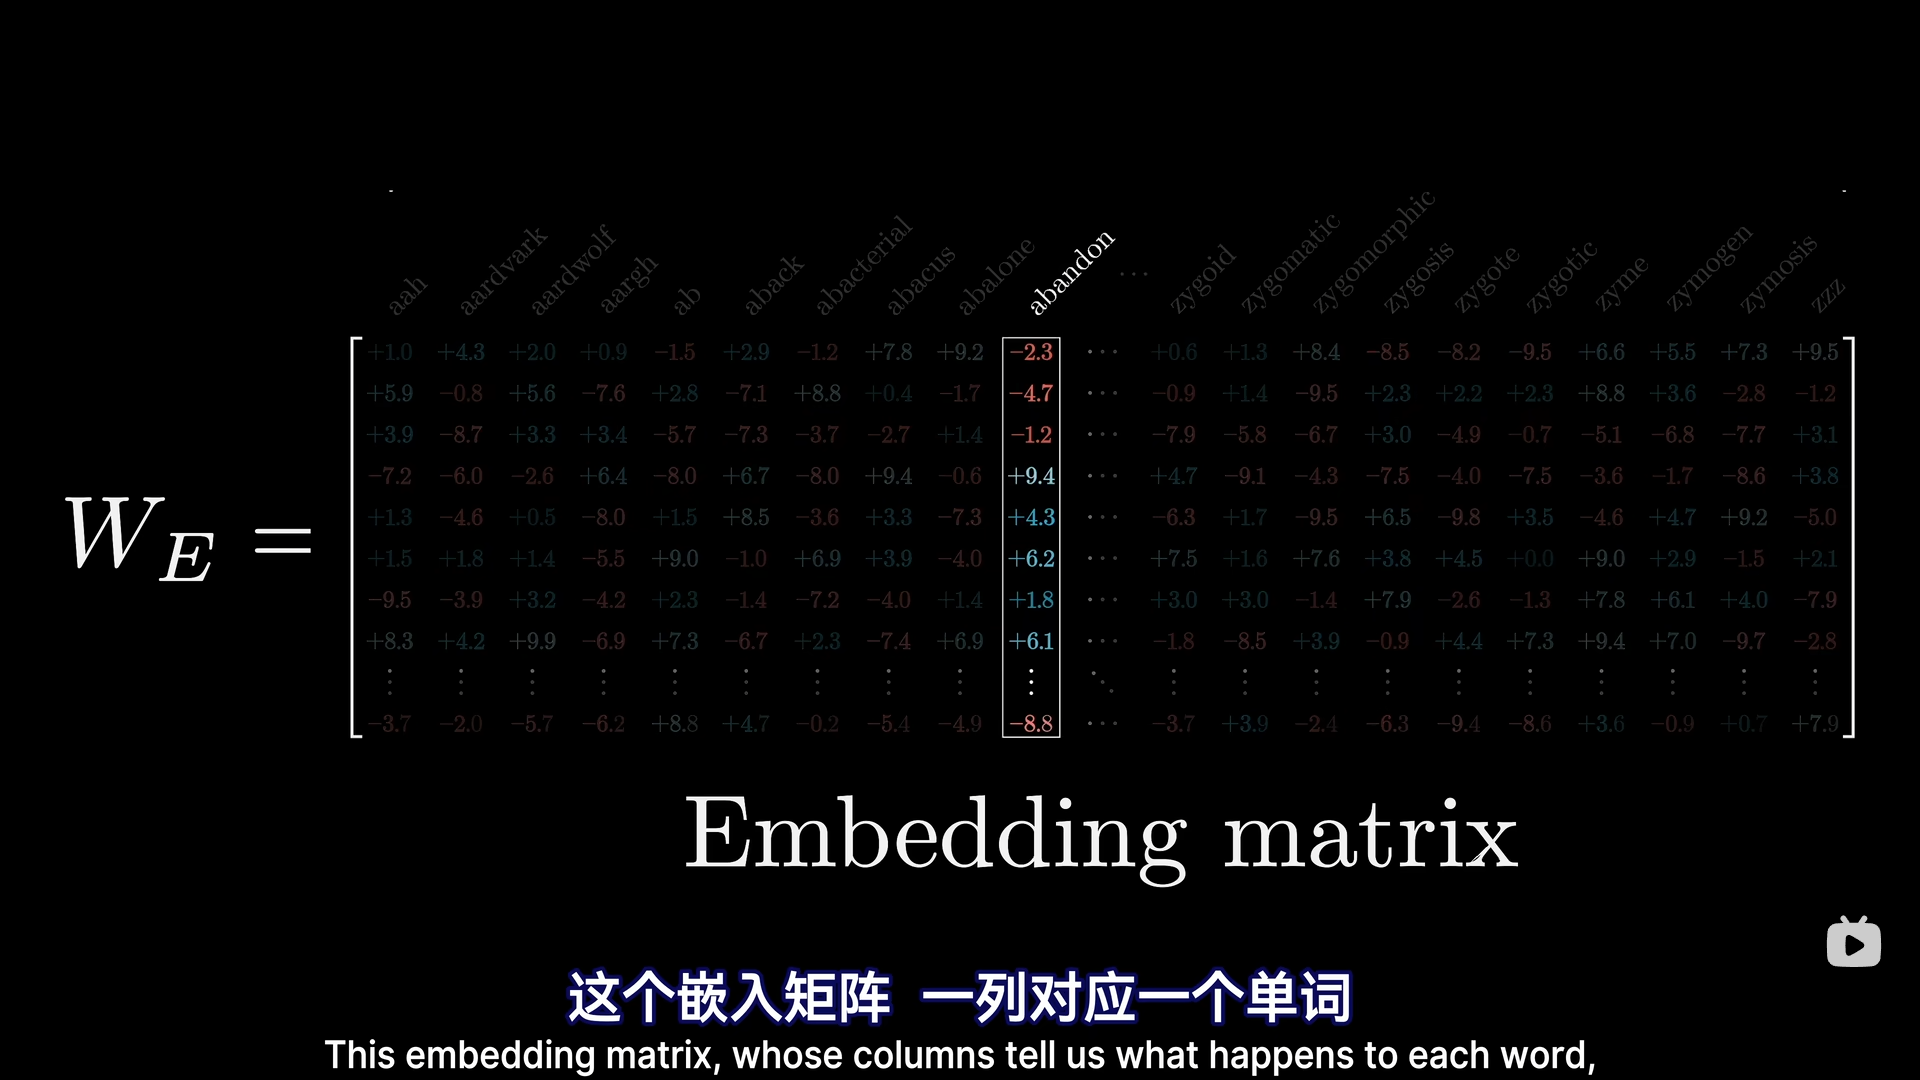 aah aardvark aardwolf aargh ab aback abacterial abacus abalone abandon ... zygoid zygomatic zygomorphic zygosis zygote zygotic zyme zymogen zymosis zzz
+1.0 +4.3 +2.0 +0.9 −1.5 +2.9 −1.2 +7.8 +9.2 −2.3 ... +0.6 +1.3 +8.4 −8.5 −8.2 −9.5 +6.6 +5.5 +7.3 +9.5
+5.9 −0.8 +5.6 −7.6 +2.8 −7.1 +8.8 +0.4 −1.7 −4.7 ... −0.9 +1.4 −9.5 +2.3 +2.2 +2.3 +8.8 +3.6 −2.8 −1.2
+3.9 −8.7 +3.3 +3.4 −5.7 −7.3 −3.7 −2.7 +1.4 −1.2 ... −7.9 −5.8 −6.7 +3.0 −4.9 −0.7 −5.1 −6.8 −7.7 +3.1
−7.2 −6.0 −2.6 +6.4 −8.0 +6.7 −8.0 +9.4 −0.6 +9.4 ... +4.7 −9.1 −4.3 −7.5 −4.0 −7.5 −3.6 −1.7 −8.6 +3.8
W_E = +1.3 −4.6 +0.5 −8.0 +1.5 +8.5 −3.6 +3.3 −7.3 +4.3 ... −6.3 +1.7 −9.5 +6.5 −9.8 +3.5 −4.6 +4.7 +9.2 −5.0
+1.5 +1.8 +1.4 −5.5 +9.0 −1.0 +6.9 +3.9 −4.0 +6.2 ... +7.5 +1.6 +7.6 +3.8 +4.5 +0.0 +9.0 +2.9 −1.5 +2.1
−9.5 −3.9 +3.2 −4.2 +2.3 −1.4 −7.2 −4.0 +1.4 +1.8 ... +3.0 +3.0 −1.4 +7.9 −2.6 −1.3 +7.8 +6.1 +4.0 −7.9
+8.3 +4.2 +9.9 −6.9 +7.3 −6.7 +2.3 −7.4 +6.9 +6.1 ... −1.8 −8.5 +3.9 −0.9 +4.4 +7.3 +9.4 +7.0 −9.7 −2.8
−3.7 −2.0 −5.7 −6.2 +8.8 +4.7 −0.2 −5.4 −4.9 −8.8 ... −3.7 +3.9 −2.4 −6.3 −9.4 −8.6 +3.6 −0.9 +0.7 +7.9
Embedding matrix
这个嵌入矩阵 一列对应一个单词
This embedding matrix, whose columns tell us what happens to each word,